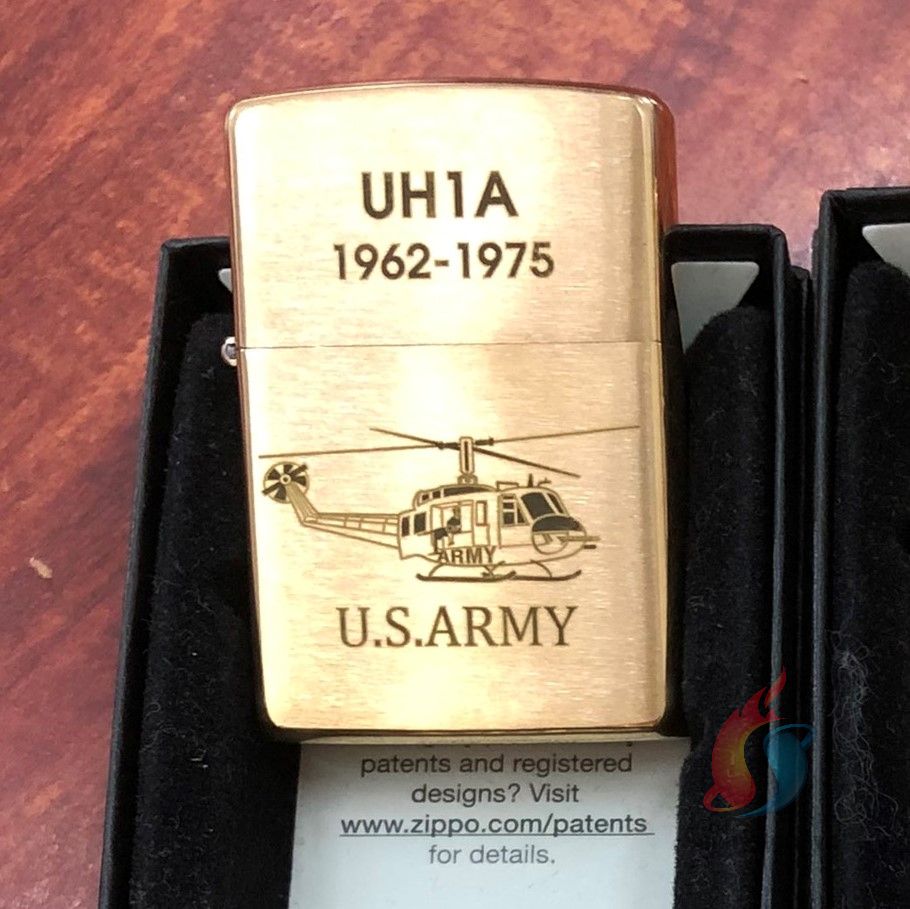 UH1A
1962-1975
ARMY
U.S.ARMY
patents and registered
designs? Visit
www.zippo.com/patents
for details.